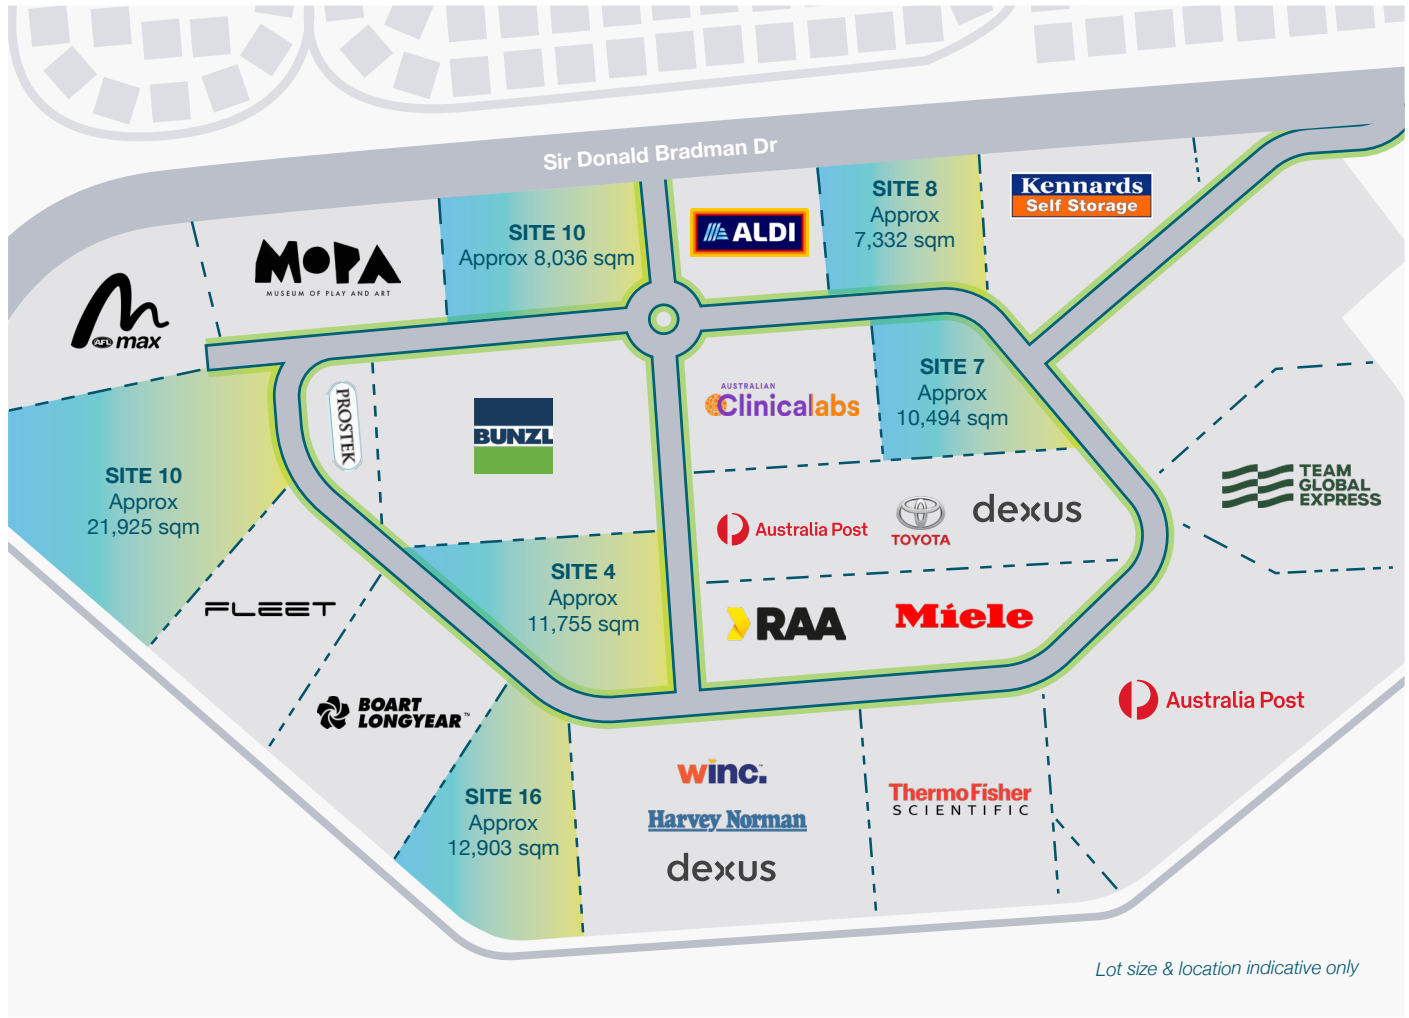 Sir Donald Bradman Dr
SITE 8
Approx
7,332 sqm
Kennards
Self Storage
ALDI
SITE 10
Approx 8,036 sqm
MOPA
MUSEUM OF PLAY AND ART
AFL max
SITE 7
Approx
10,494 sqm
AUSTRALIAN
Clinicalabs
PROSTEK
BUNZL
SITE 10
Approx
21,925 sqm
TEAM
GLOBAL
EXPRESS
Australia Post
TOYOTA
dexus
SITE 4
Approx
11,755 sqm
FLEET
RAA
Miele
BOART
LONGYEAR™
Australia Post
SITE 16
Approx
12,903 sqm
winc.™
Harvey Norman
dexus
ThermoFisher
SCIENTIFIC
Lot size & location indicative only